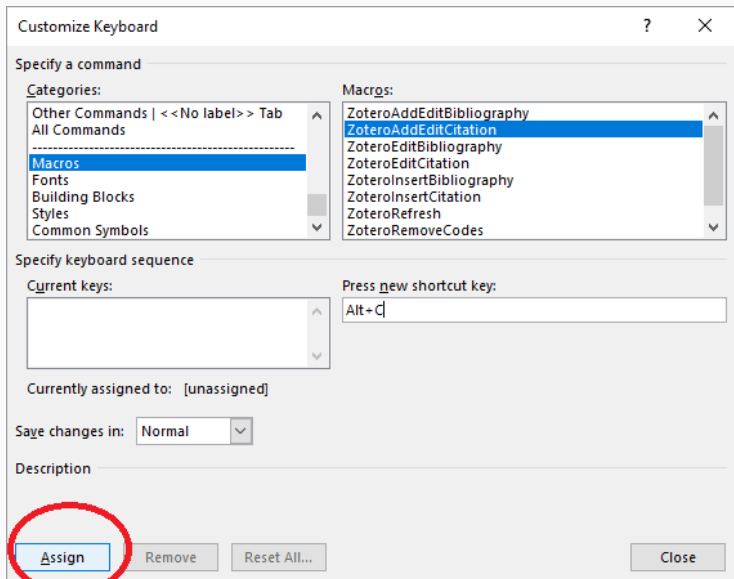 Customize Keyboard ? ✕
Specify a command
Categories:
Macros:
Other Commands | <<No label>> Tab
All Commands
----------------------------------------------------
Macros
Fonts
Building Blocks
Styles
Common Symbols
ZoteroAddEditBibliography
ZoteroAddEditCitation
ZoteroEditBibliography
ZoteroEditCitation
ZoteroInsertBibliography
ZoteroInsertCitation
ZoteroRefresh
ZoteroRemoveCodes
Specify keyboard sequence
Current keys:
Press new shortcut key:
Alt+C
Currently assigned to: [unassigned]
Save changes in: Normal
Description
Assign Remove Reset All... Close